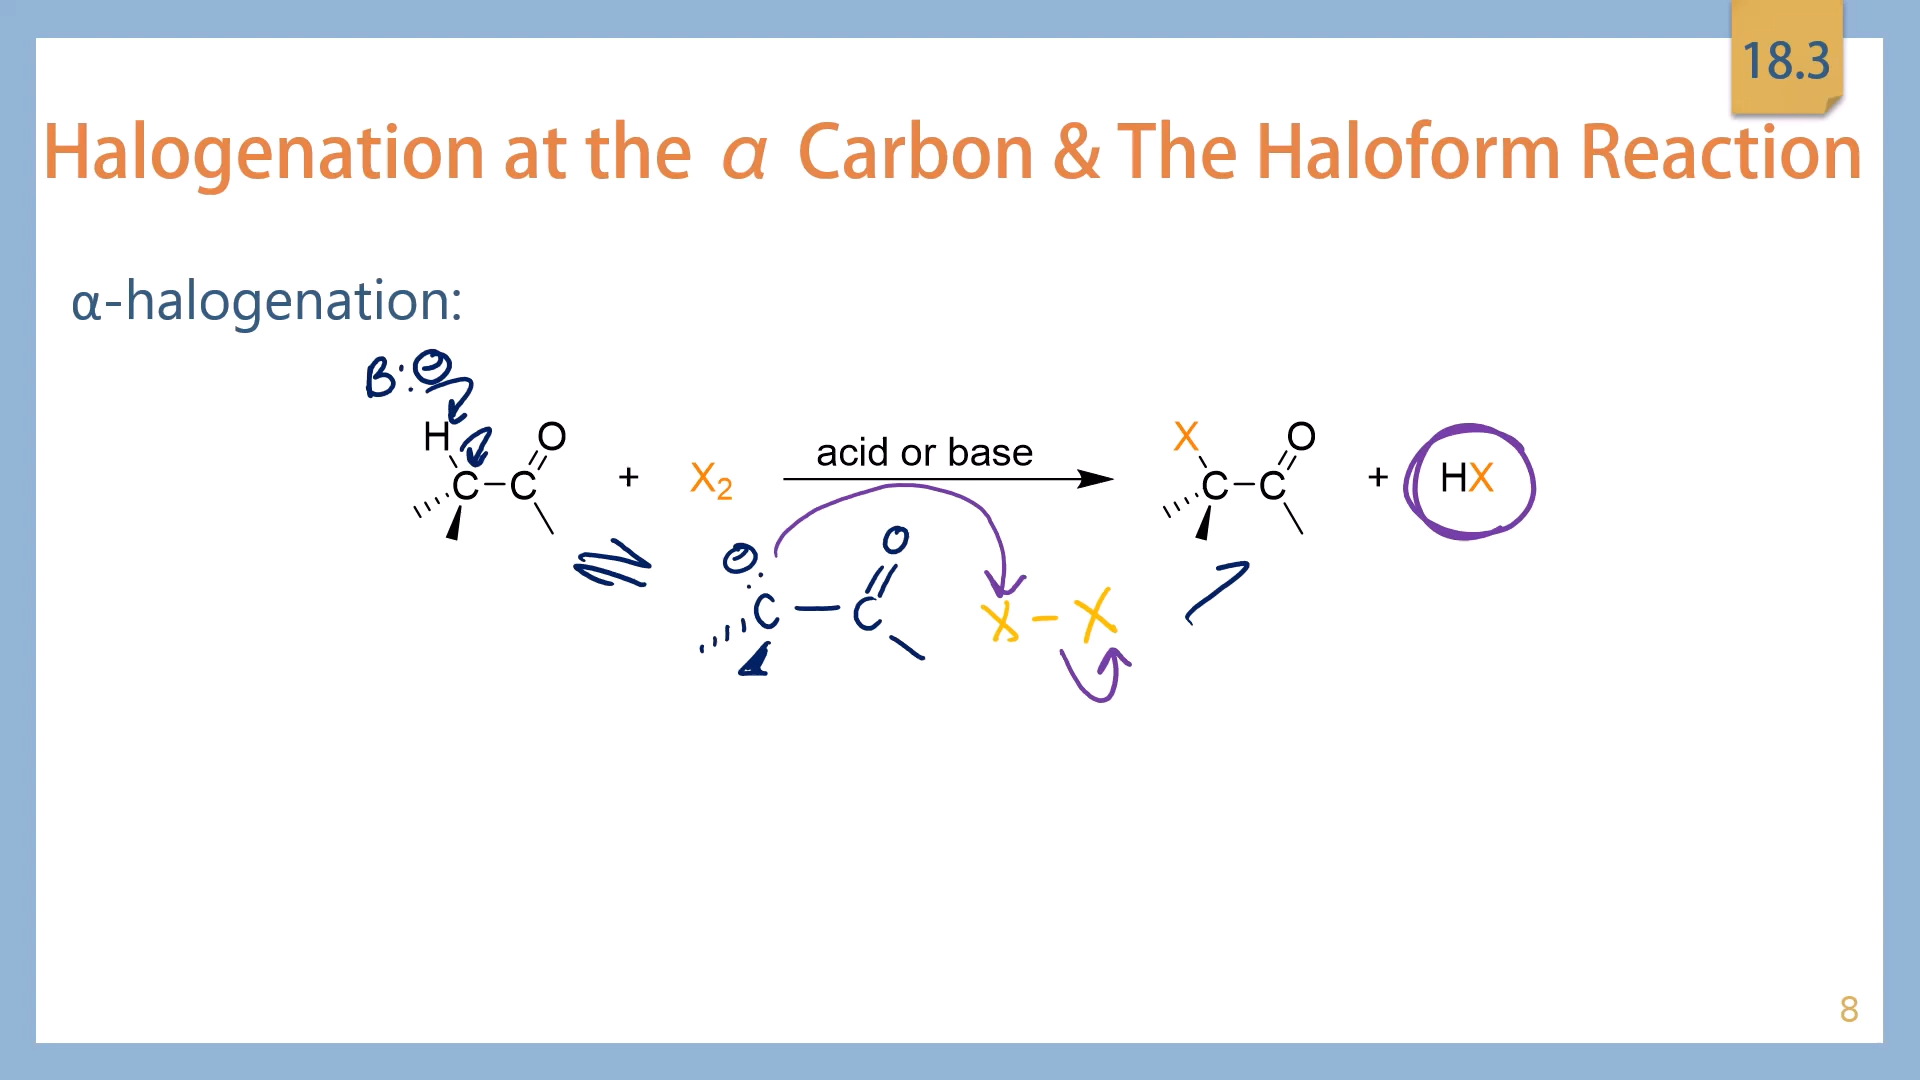 18.3
Halogenation at the α Carbon & The Haloform Reaction
α-halogenation:
B:⊖
H O acid or base X O
C–C + X₂ C–C + HX
⊖ O
:
C — C X – X
8